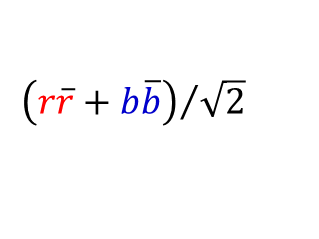 (rr̄ + bb̄)/√2